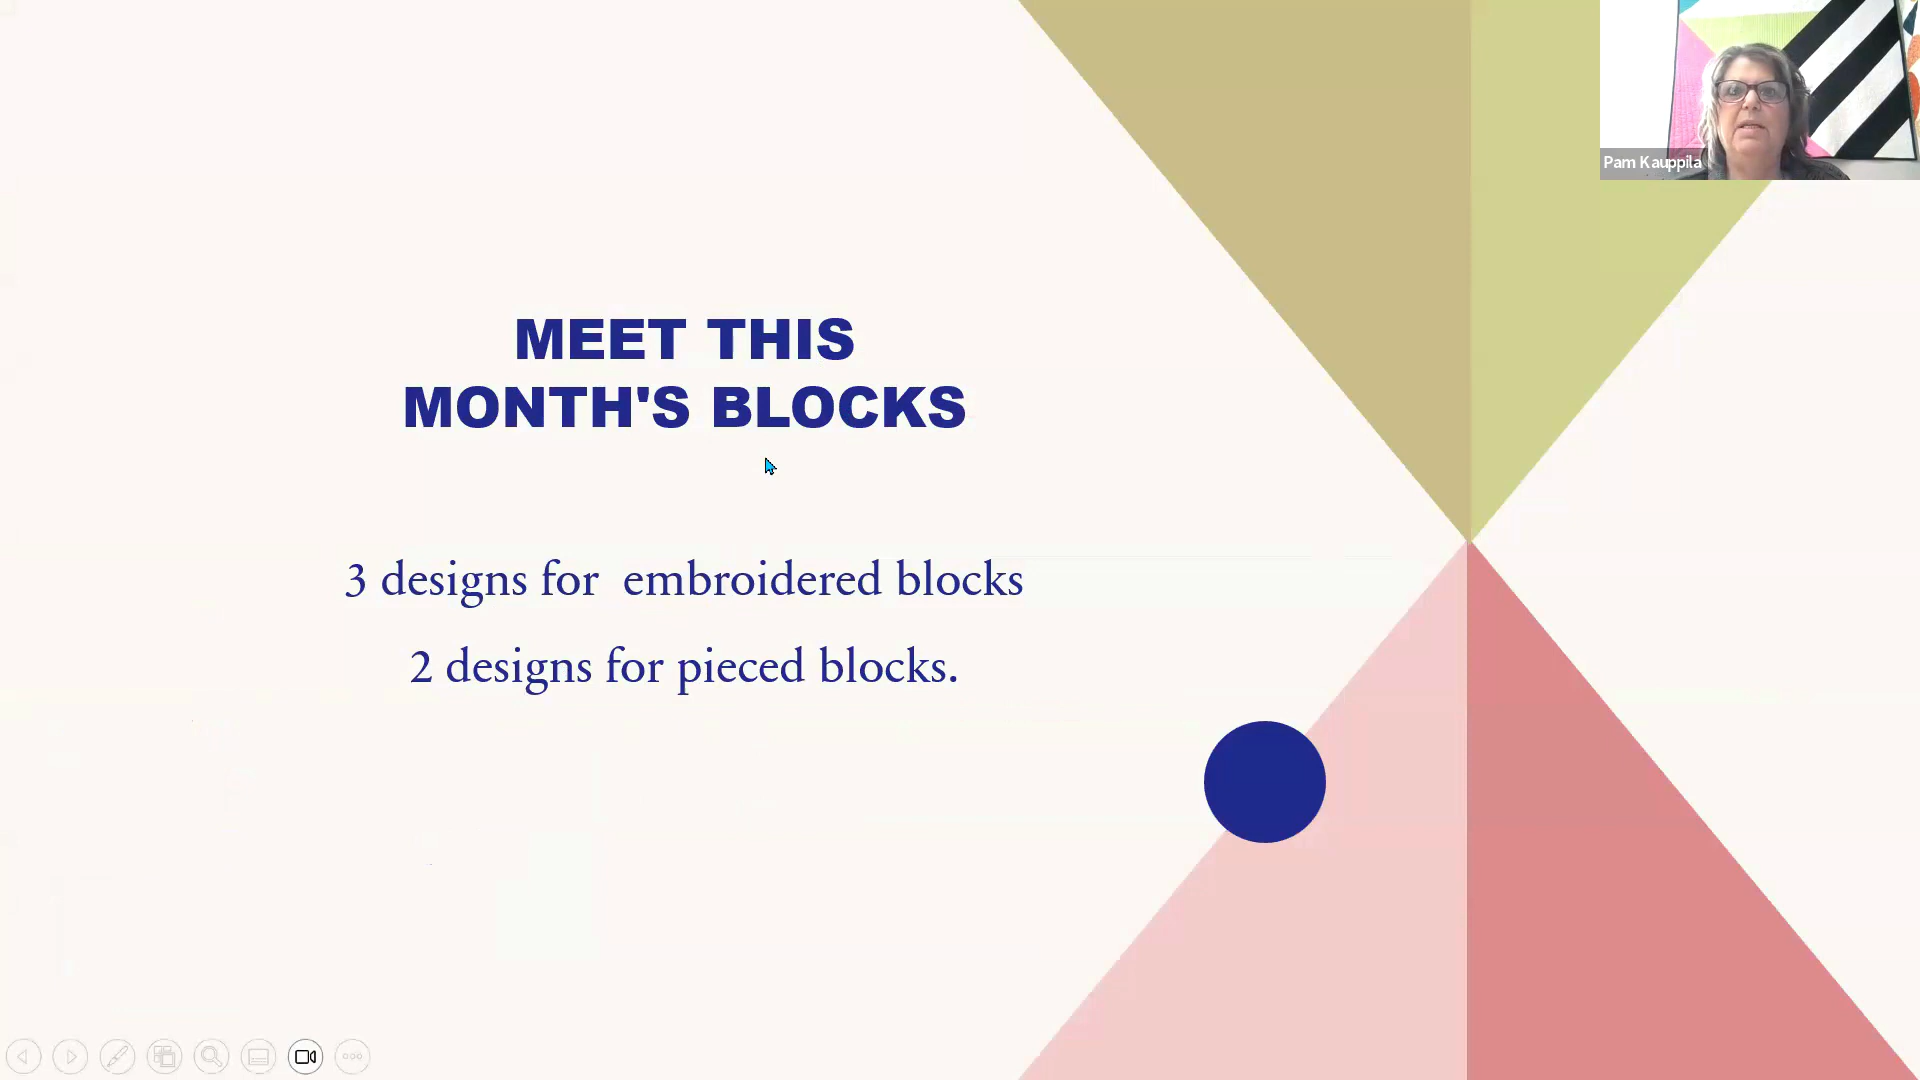 MEET THIS
MONTH'S BLOCKS
3 designs for  embroidered blocks
2 designs for pieced blocks.
Pam Kauppila